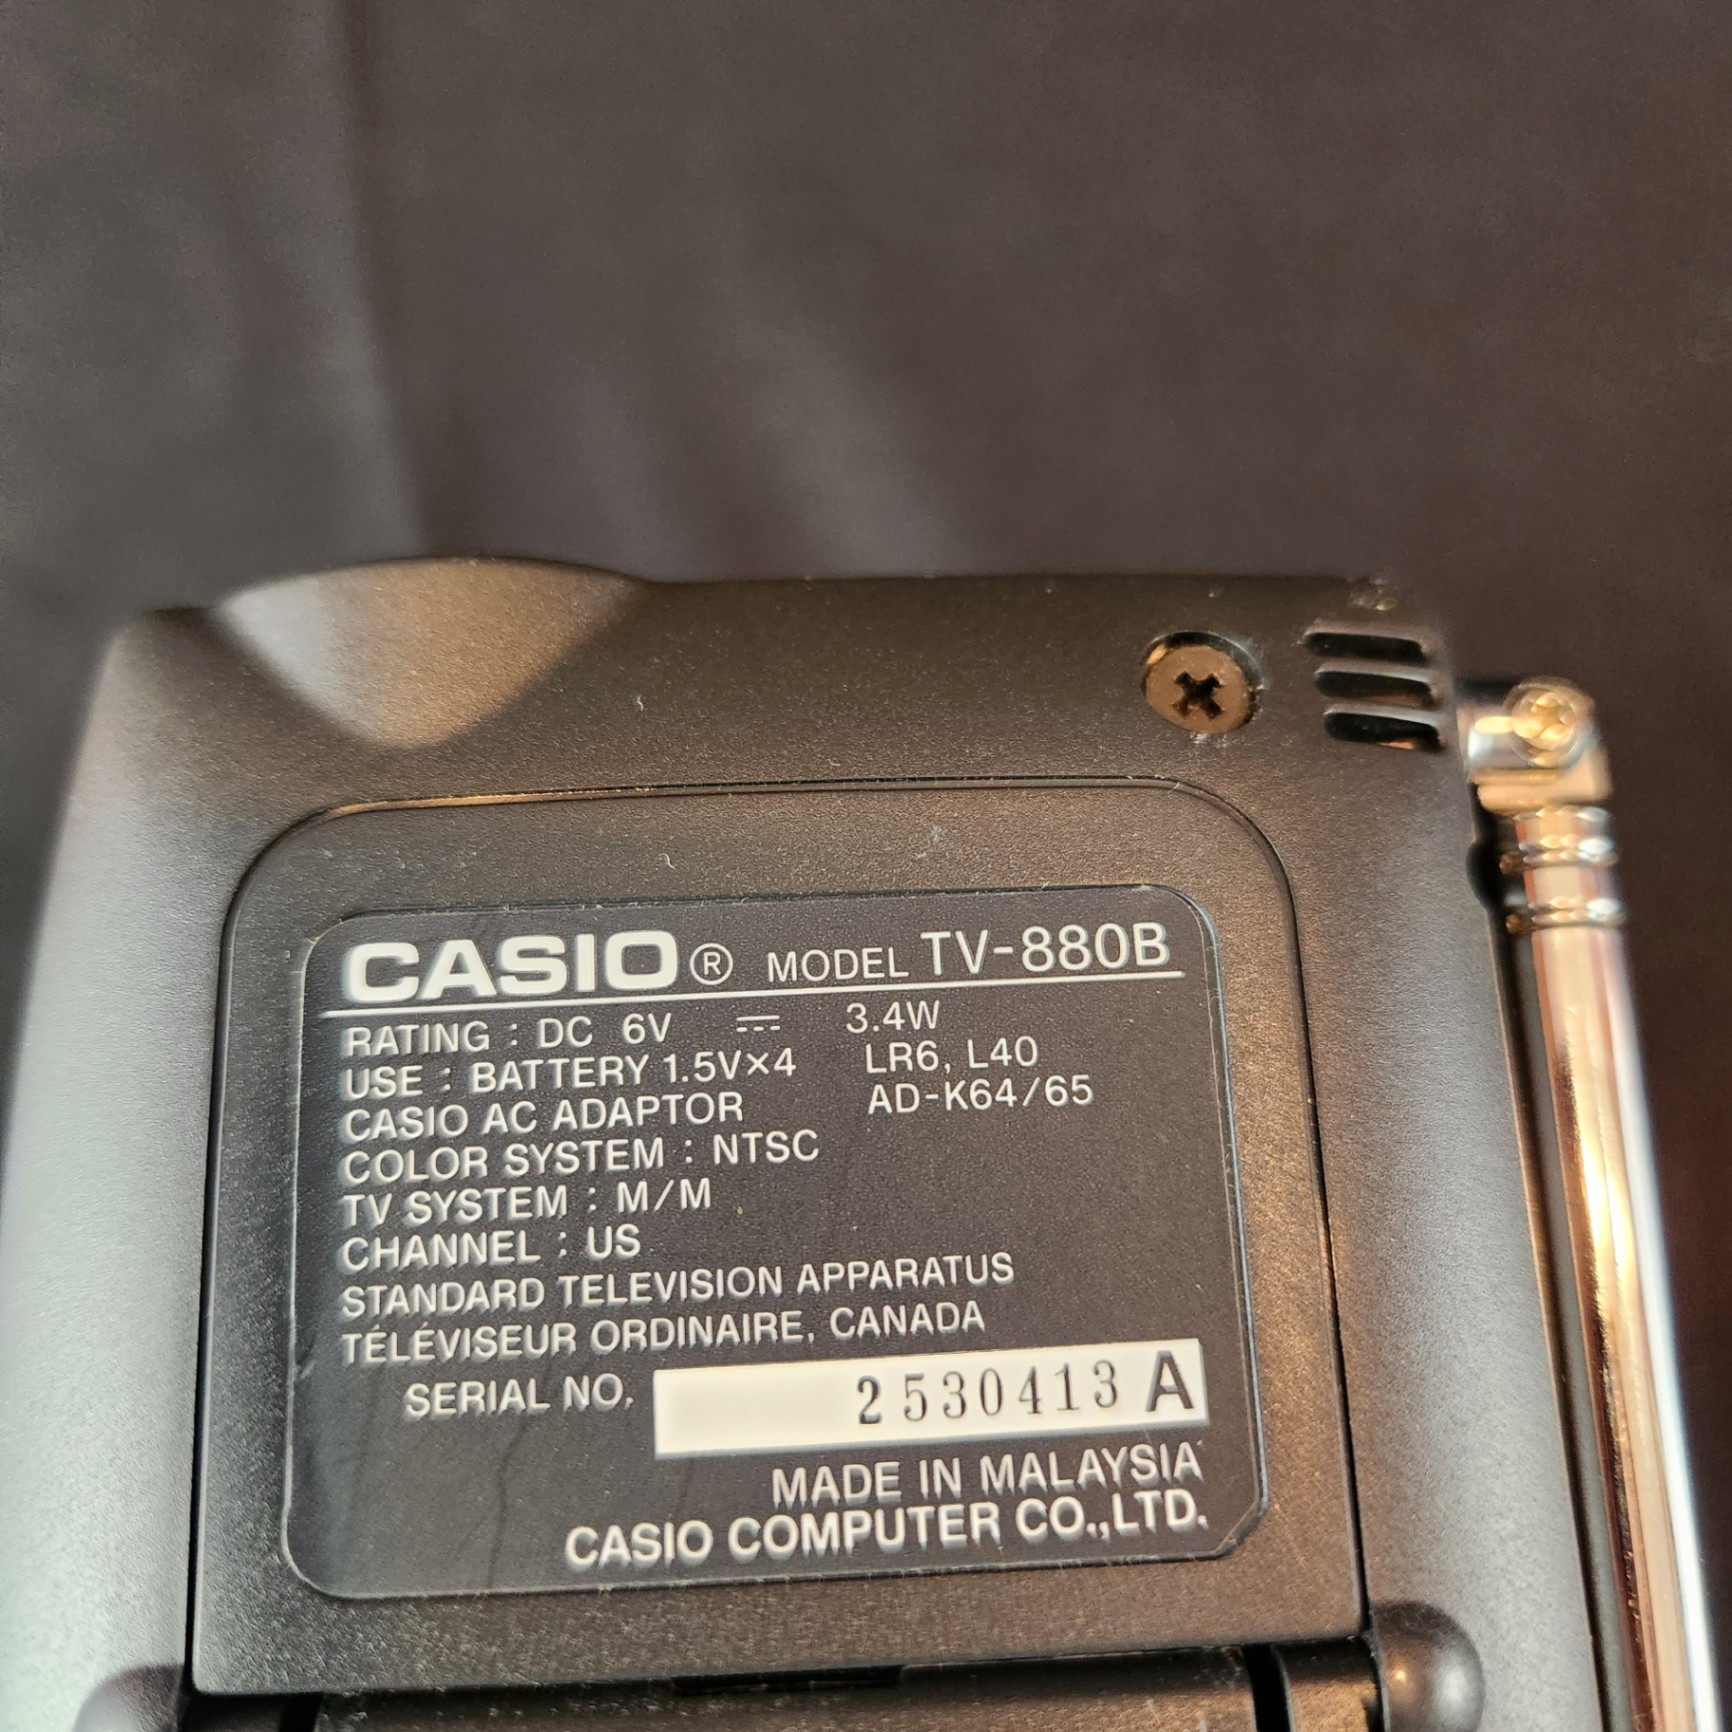 CASIO® MODEL TV-880B
RATING : DC 6V ⎓ 3.4W
USE : BATTERY 1.5V×4 LR6, L40
CASIO AC ADAPTOR AD-K64/65
COLOR SYSTEM : NTSC
TV SYSTEM : M/M
CHANNEL : US
STANDARD TELEVISION APPARATUS
TÉLÉVISEUR ORDINAIRE, CANADA
SERIAL NO. 2530413 A
MADE IN MALAYSIA
CASIO COMPUTER CO.,LTD.